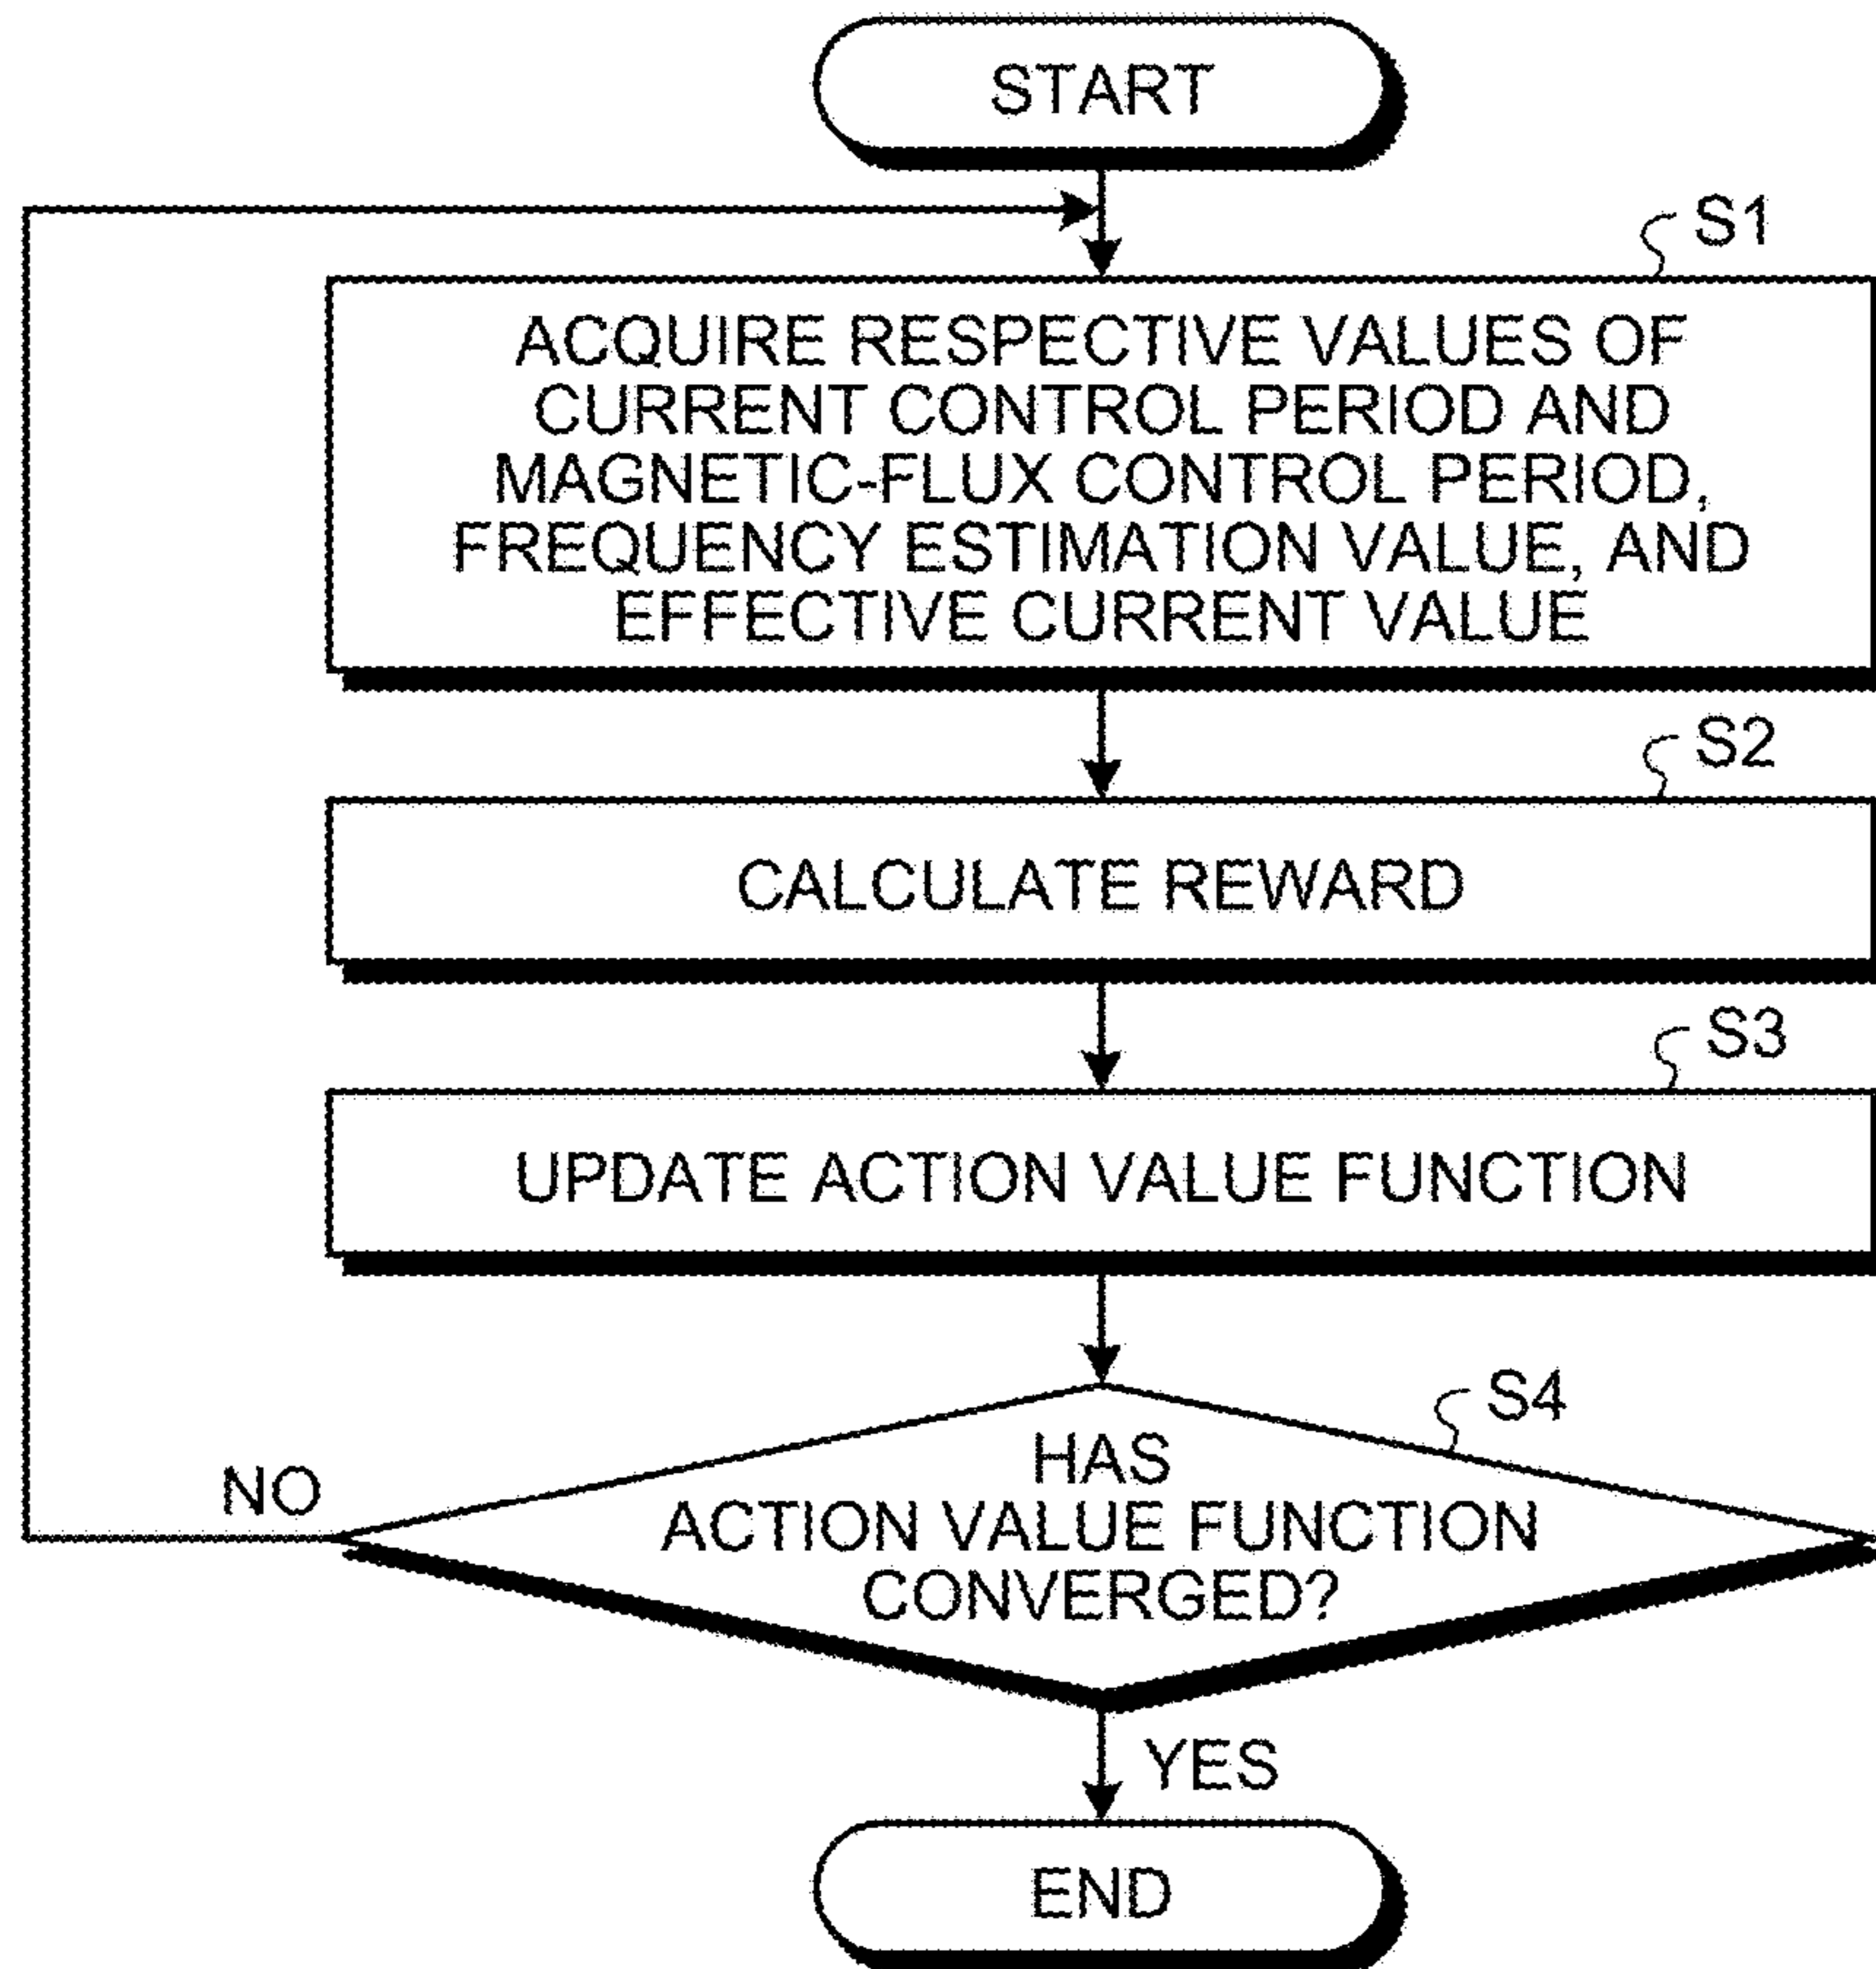 START
S1
ACQUIRE RESPECTIVE VALUES OF
CURRENT CONTROL PERIOD AND
MAGNETIC-FLUX CONTROL PERIOD,
FREQUENCY ESTIMATION VALUE, AND
EFFECTIVE CURRENT VALUE
S2
CALCULATE REWARD
S3
UPDATE ACTION VALUE FUNCTION
S4
HAS
ACTION VALUE FUNCTION
CONVERGED?
NO
YES
END